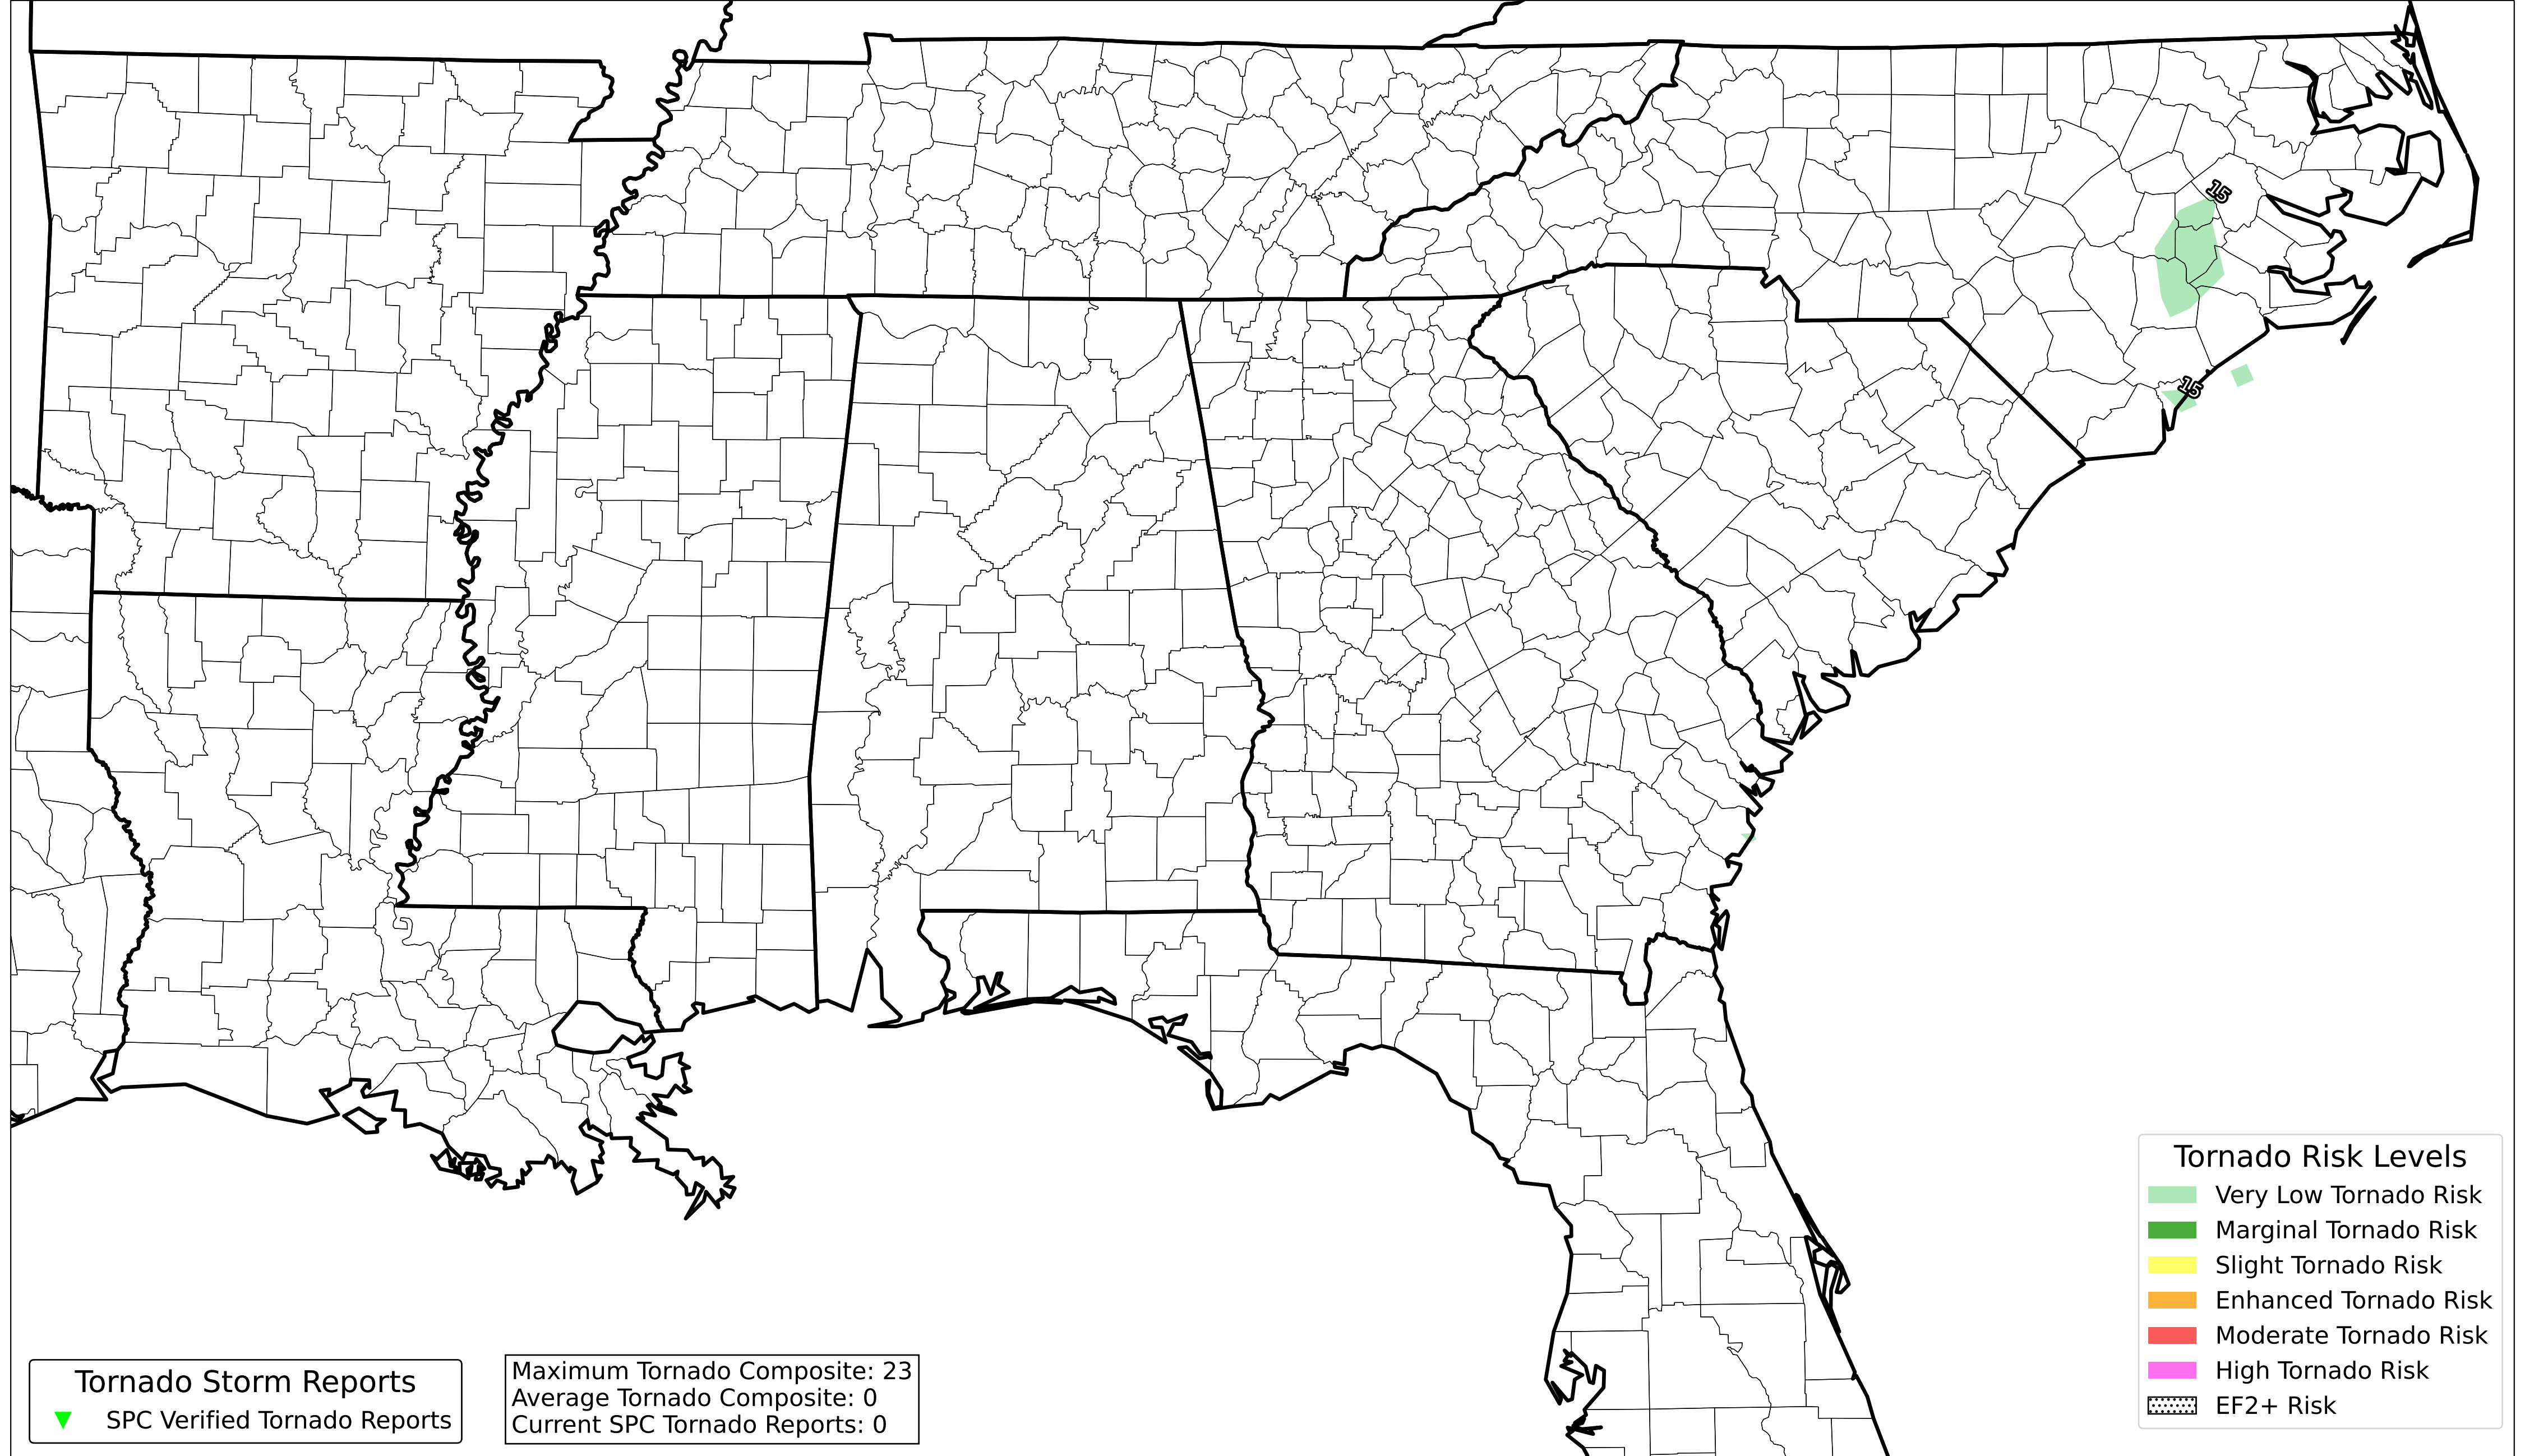 15
15
Tornado Risk Levels
Very Low Tornado Risk
Marginal Tornado Risk
Slight Tornado Risk
Enhanced Tornado Risk
Moderate Tornado Risk
High Tornado Risk
EF2+ Risk
Tornado Storm Reports
SPC Verified Tornado Reports
Maximum Tornado Composite: 23
Average Tornado Composite: 0
Current SPC Tornado Reports: 0